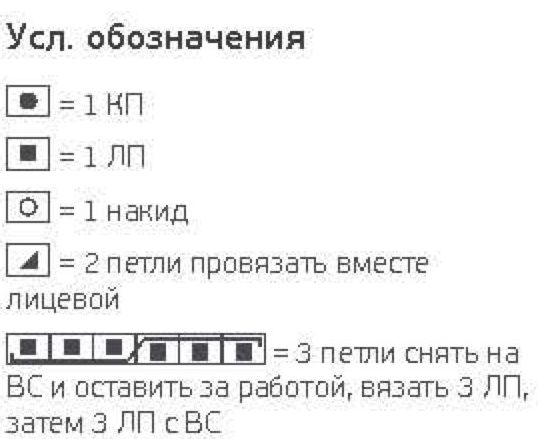 Усл. обозначения
= 1 КП
= 1 ЛП
= 1 накид
= 2 петли провязать вместе
лицевой
= 3 петли снять на
ВС и оставить за работой, вязать 3 ЛП,
затем 3 ЛП с ВС